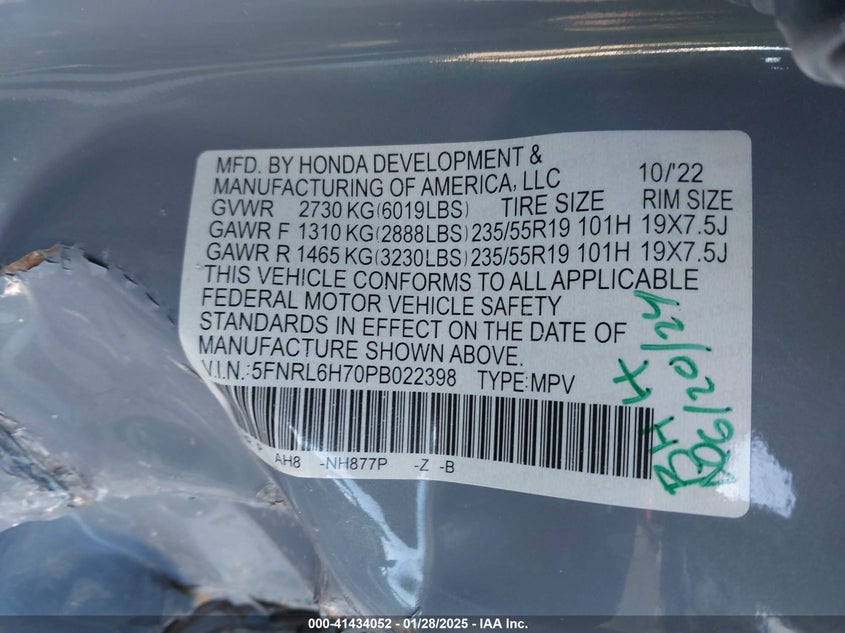 MFD. BY HONDA DEVELOPMENT &
MANUFACTURING OF AMERICA, LLC 10/'22
GVWR 2730 KG(6019LBS) TIRE SIZE RIM SIZE
GAWR F 1310 KG(2888LBS) 235/55R19 101H 19X7.5J
GAWR R 1465 KG(3230LBS) 235/55R19 101H 19X7.5J
THIS VEHICLE CONFORMS TO ALL APPLICABLE
FEDERAL MOTOR VEHICLE SAFETY
STANDARDS IN EFFECT ON THE DATE OF
MANUFACTURE SHOWN ABOVE.
V.I.N.:5FNRL6H70PB022398 TYPE:MPV
AH8 -NH877P -Z -B
000-41434052 — 01/28/2025 — IAA Inc.